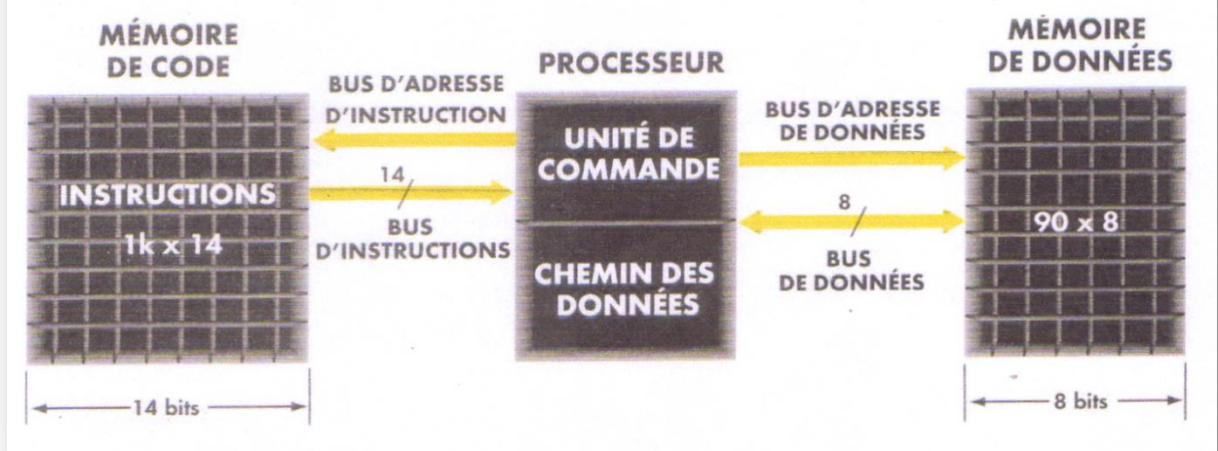 MÉMOIRE
DE CODE
INSTRUCTIONS
1k x 14
14 bits
BUS D'ADRESSE
D'INSTRUCTION
14
BUS
D'INSTRUCTIONS
PROCESSEUR
UNITÉ DE
COMMANDE
CHEMIN DES
DONNÉES
BUS D'ADRESSE
DE DONNÉES
8
BUS
DE DONNÉES
MÉMOIRE
DE DONNÉES
90 x 8
8 bits